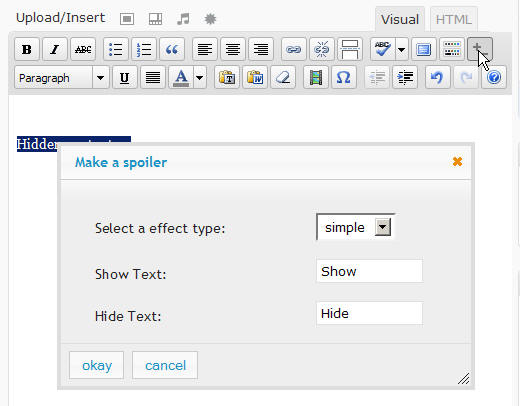 Upload/Insert Visual HTML
B I ABC ABC
Paragraph U A T W Ω ?
Hidden
Make a spoiler
Select a effect type: simple
Show Text: Show
Hide Text: Hide
okay cancel